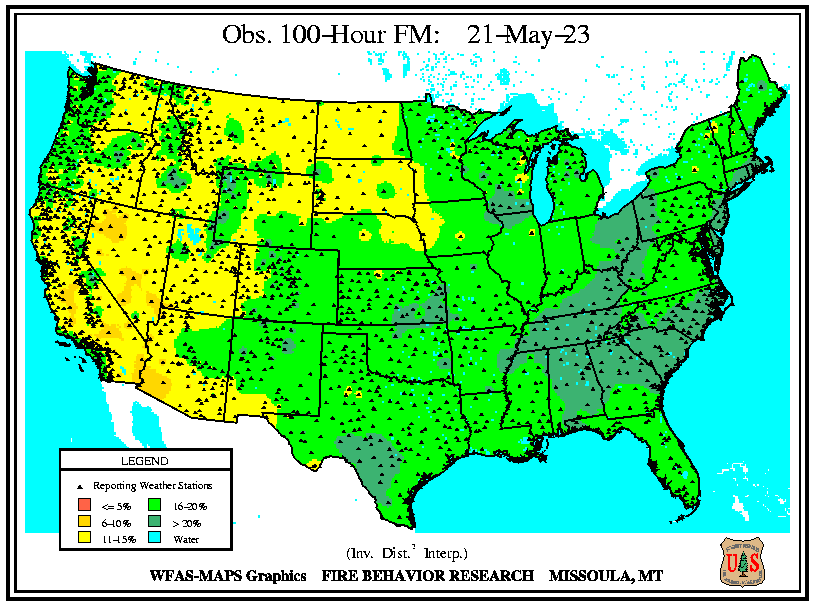 Obs. 100-Hour FM: 21-May-23
LEGEND
Reporting Weather Stations
<= 5%
16-20%
6-10%
> 20%
11-15%
Water
(Inv. Dist.² Interp.)
WFAS-MAPS Graphics FIRE BEHAVIOR RESEARCH MISSOULA, MT
U S